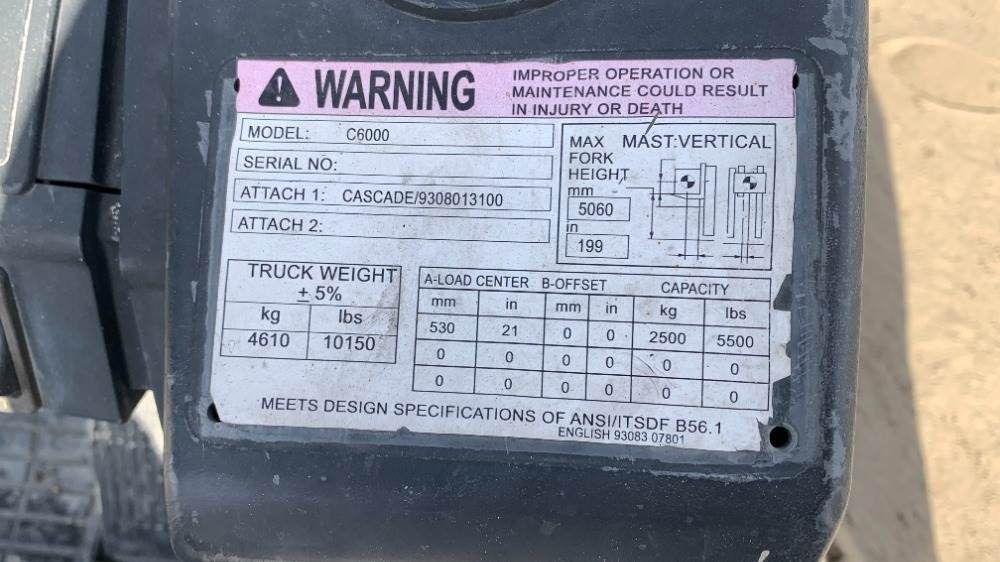 WARNING
IMPROPER OPERATION OR
MAINTENANCE COULD RESULT
IN INJURY OR DEATH
MODEL: C6000
SERIAL NO:
ATTACH 1: CASCADE/9308013100
ATTACH 2:
MAX MAST:VERTICAL
FORK
HEIGHT
mm
5060
in
199
TRUCK WEIGHT
± 5%
kg lbs
4610 10150
A-LOAD CENTER B-OFFSET CAPACITY
mm in mm in kg lbs
530 21 0 0 2500 5500
0 0 0 0 0 0
0 0 0 0 0 0
MEETS DESIGN SPECIFICATIONS OF ANSI/ITSDF B56.1
ENGLISH 93083 07801